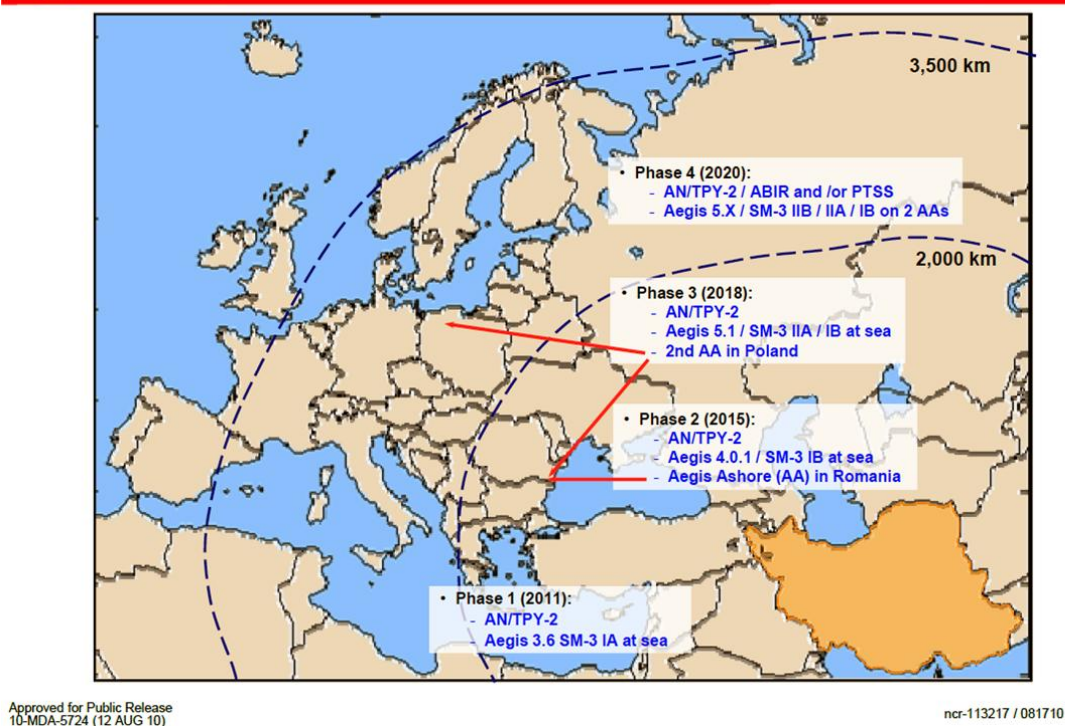 3,500 km
• Phase 4 (2020):
- AN/TPY-2 / ABIR and /or PTSS
- Aegis 5.X / SM-3 IIB / IIA / IB on 2 AAs
2,000 km
• Phase 3 (2018):
- AN/TPY-2
- Aegis 5.1 / SM-3 IIA / IB at sea
- 2nd AA in Poland
• Phase 2 (2015):
- AN/TPY-2
- Aegis 4.0.1 / SM-3 IB at sea
- Aegis Ashore (AA) in Romania
• Phase 1 (2011):
- AN/TPY-2
- Aegis 3.6 SM-3 IA at sea
Approved for Public Release
10-MDA-5724 (12 AUG 10)
ncr-113217 / 081710